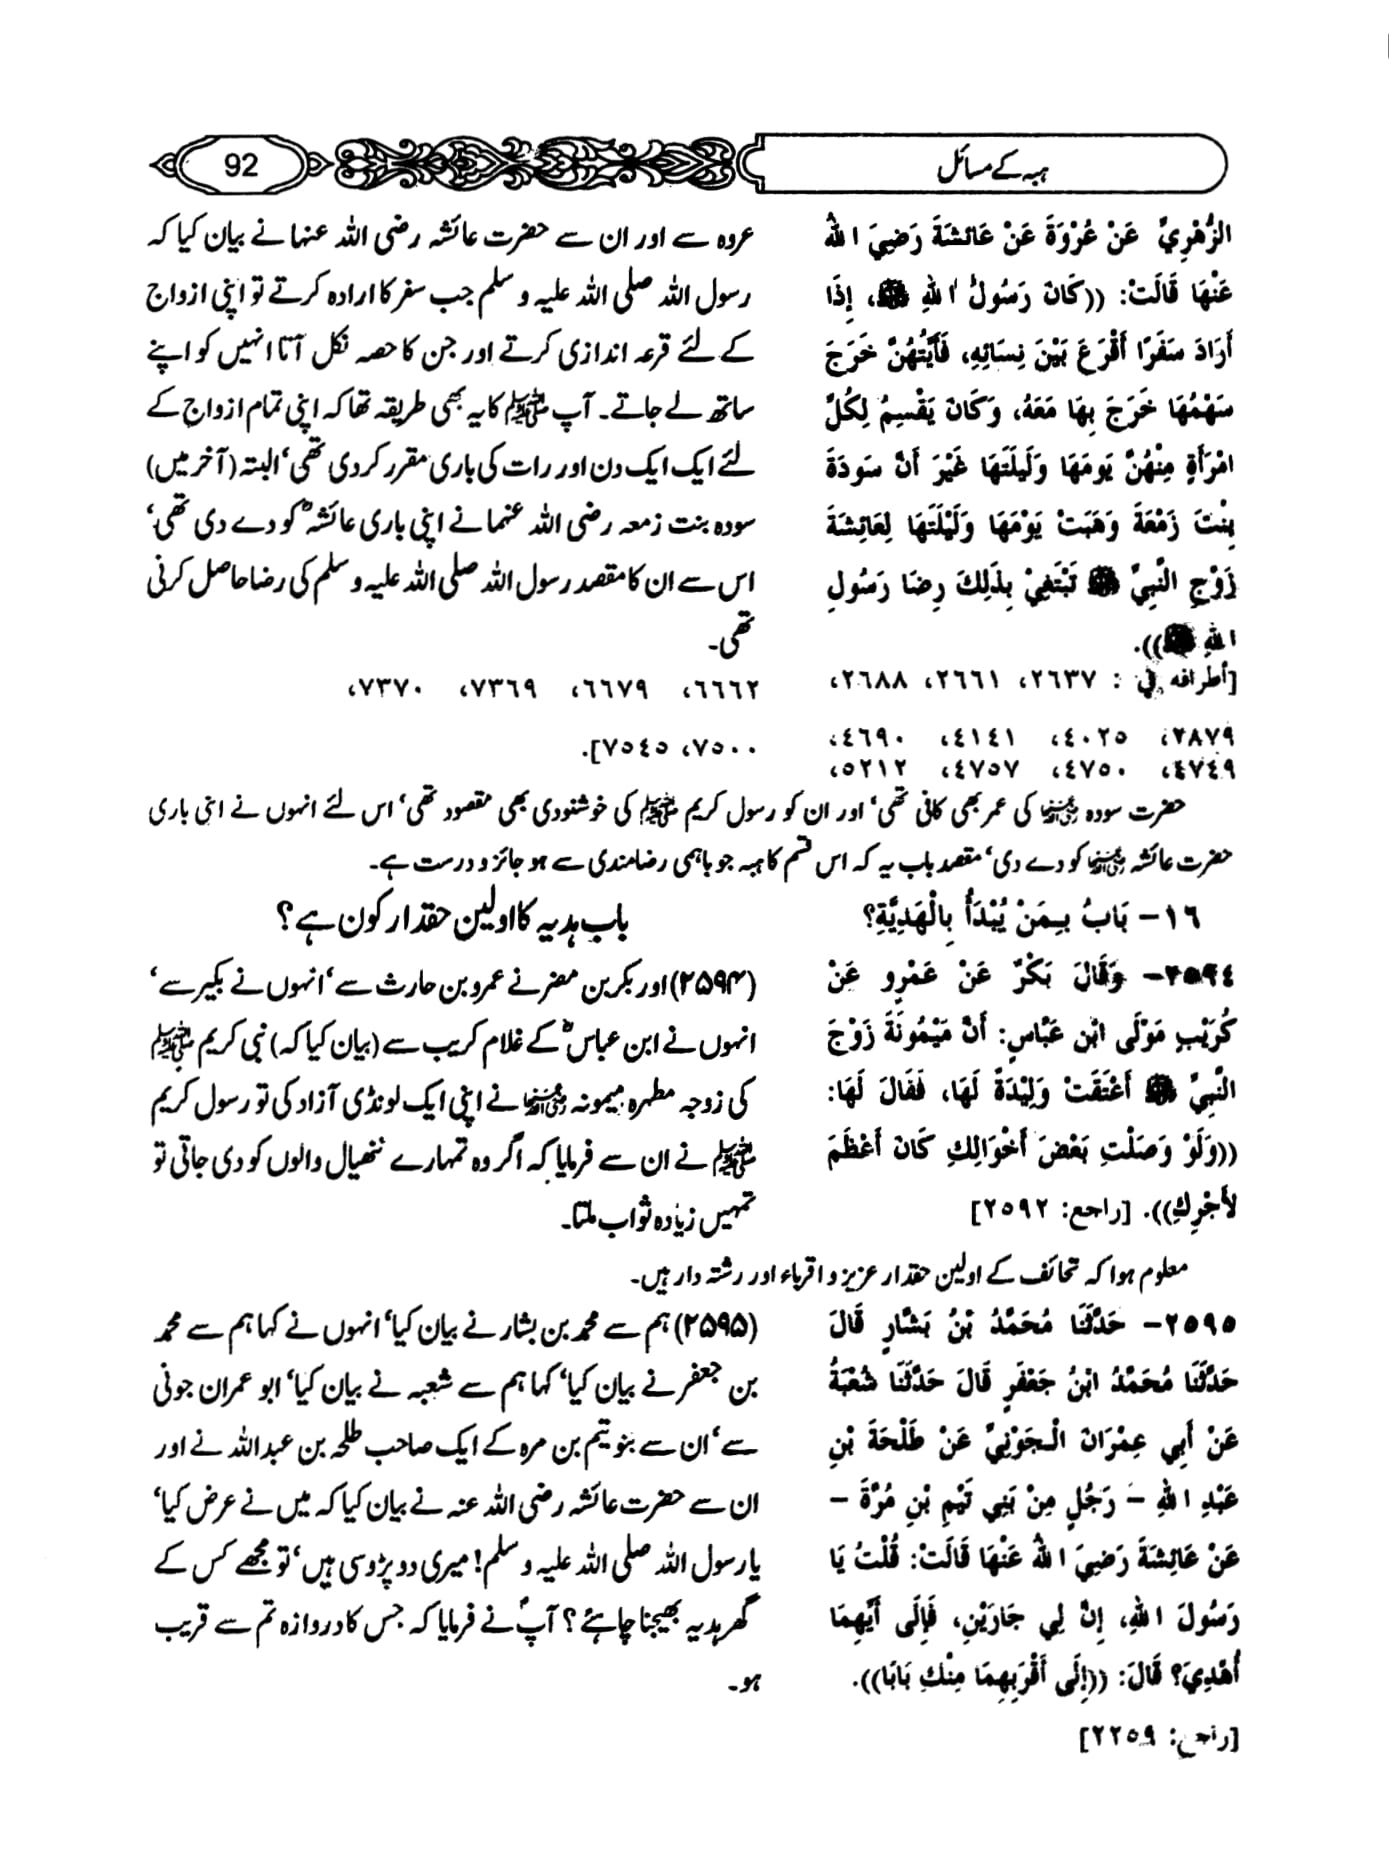 ہبہ کے مسائل
92
الزُّهْرِيِّ عَنْ عُرْوَةَ عَنْ عَائِشَةَ رَضِيَ اللهُ
عَنْهَا قَالَتْ: ((كَانَ رَسُولُ اللهِ ﷺ، إِذَا
أَرَادَ سَفَرًا أَقْرَعَ بَيْنَ نِسَائِهِ، فَأَيَّتُهُنَّ خَرَجَ
سَهْمُهَا خَرَجَ بِهَا مَعَهُ، وَكَانَ يَقْسِمُ لِكُلِّ
امْرَأَةٍ مِنْهُنَّ يَومَهَا وَلَيلَتَهَا غَيْرَ أَنَّ سَودَةَ
بِنْتَ زَمْعَةَ وَهَبَتْ يَوْمَهَا وَلَيْلَتَهَا لِعَائِشَةَ
زَوْجِ النَّبِيِّ ﷺ تَبْتَغِيْ بِذَلِكَ رِضَا رَسُولِ
اللهِ ﷺ)).
[أطرافه في : ٢٦٣٧، ٢٦٦١، ٢٦٨٨،
٢٨٧٩، ٤٠٢٥، ٤١٤١، ٤٦٩٠،
٤٧٤٩، ٤٧٥٠، ٤٧٥٧، ٥٢١٢،
عروہ سے اور ان سے حضرت عائشہ رضی اللہ عنہا نے بیان کیا کہ
رسول اللہ صلی اللہ علیہ و سلم جب سفر کا ارادہ کرتے تو اپنی ازواج
کے لئے قرعہ اندازی کرتے اور جن کا حصہ نکل آتا انہیں کو اپنے
ساتھ لے جاتے۔ آپ ﷺ کا یہ بھی طریقہ تھا کہ اپنی تمام ازواج کے
لئے ایک ایک دن اور رات کی باری مقرر کر دی تھی‘ البتہ (آخر میں)
سودہ بنت زمعہ رضی اللہ عنہما نے اپنی باری عائشہؓ کو دے دی تھی‘
اس سے ان کا مقصد رسول اللہ صلی اللہ علیہ و سلم کی رضا حاصل کرنی
تھی۔
٦٦٦٢، ٦٦٧٩، ٧٣٦٩، ٧٣٧٠،
٧٥٠٠، ٧٥٤٥].
حضرت سودہ رضی اللہ عنہا کی عمر بھی کافی تھی‘ اور ان کو رسول کریم ﷺ کی خوشنودی بھی مقصود تھی‘ اس لئے انہوں نے اپنی باری
حضرت عائشہ رضی اللہ عنہا کو دے دی‘ مقصد باب یہ کہ اس قسم کا ہبہ جو باہمی رضامندی سے ہو جائز و درست ہے۔
١٦- بَابُ بِمَنْ يُبْدَأُ بِالْهَدِيَّةِ؟
باب ہدیہ کا اولین حقدار کون ہے؟
٢٥٩٤- وَقَالَ بَكْرٌ عَنْ عَمْرٍو عَنْ
كُرَيْبٍ مَوْلَى ابْنِ عَبَّاسٍ: أَنَّ مَيْمُونَةَ زَوْجَ
النَّبِيِّ ﷺ أَعْتَقَتْ وَلِيْدَةً لَهَا، فَقَالَ لَهَا:
((وَلَوْ وَصَلْتِ بَعْضَ أَخْوَالِكِ كَانَ أَعْظَمَ
لأَجْرِكِ)). [راجع: ٢٥٩٢]
(۲۵۹۴) اور بکر بن مضر نے عمرو بن حارث سے‘ انہوں نے بکیر سے‘
انہوں نے ابن عباسؓ کے غلام کریب سے (بیان کیا کہ) نبی کریم ﷺ
کی زوجہ مطہرہ میمونہ رضی اللہ عنہا نے اپنی ایک لونڈی آزاد کی تو رسول کریم
ﷺ نے ان سے فرمایا کہ اگر وہ تمہارے ننھیال والوں کو دی جاتی تو
تمہیں زیادہ ثواب ملتا۔
معلوم ہوا کہ تحائف کے اولین حقدار عزیز و اقرباء اور رشتہ دار ہیں۔
٢٥٩٥- حَدَّثَنَا مُحَمَّدُ بْنُ بَشَّارٍ قَالَ
حَدَّثَنَا مُحَمَّدُ ابْنُ جَعْفَرٍ قَالَ حَدَّثَنَا شُعْبَةُ
عَنْ أَبِي عِمْرَانَ الْجَوْنِيِّ عَنْ طَلْحَةَ بْنِ
عَبْدِ اللهِ – رَجُلٍ مِنْ بَنِي تَيْمِ بْنِ مُرَّةَ –
عَنْ عَائِشَةَ رَضِيَ اللهُ عَنْهَا قَالَتْ: قُلْتُ يَا
رَسُولَ اللهِ، إِنَّ لِي جَارَيْنِ، فَإِلَى أَيِّهِمَا
أُهْدِيَ؟ قَالَ: ((إِلَى أَقْرَبِهِمَا مِنْكِ بَابًا)).
[راجع: ٢٢٥٩]
(۲۵۹۵) ہم سے محمد بن بشار نے بیان کیا‘ انہوں نے کہا ہم سے محمد
بن جعفر نے بیان کیا‘ کہا ہم سے شعبہ نے بیان کیا‘ ابو عمران جونی
سے‘ ان سے بنو تیم بن مرہ کے ایک صاحب طلحہ بن عبداللہ نے اور
ان سے حضرت عائشہ رضی اللہ عنہ نے بیان کیا کہ میں نے عرض کیا‘
یا رسول اللہ صلی اللہ علیہ و سلم! میری دو پڑوسی ہیں‘ تو مجھے کس کے
گھر ہدیہ بھیجنا چاہئے؟ آپؐ نے فرمایا کہ جس کا دروازہ تم سے قریب
ہو۔